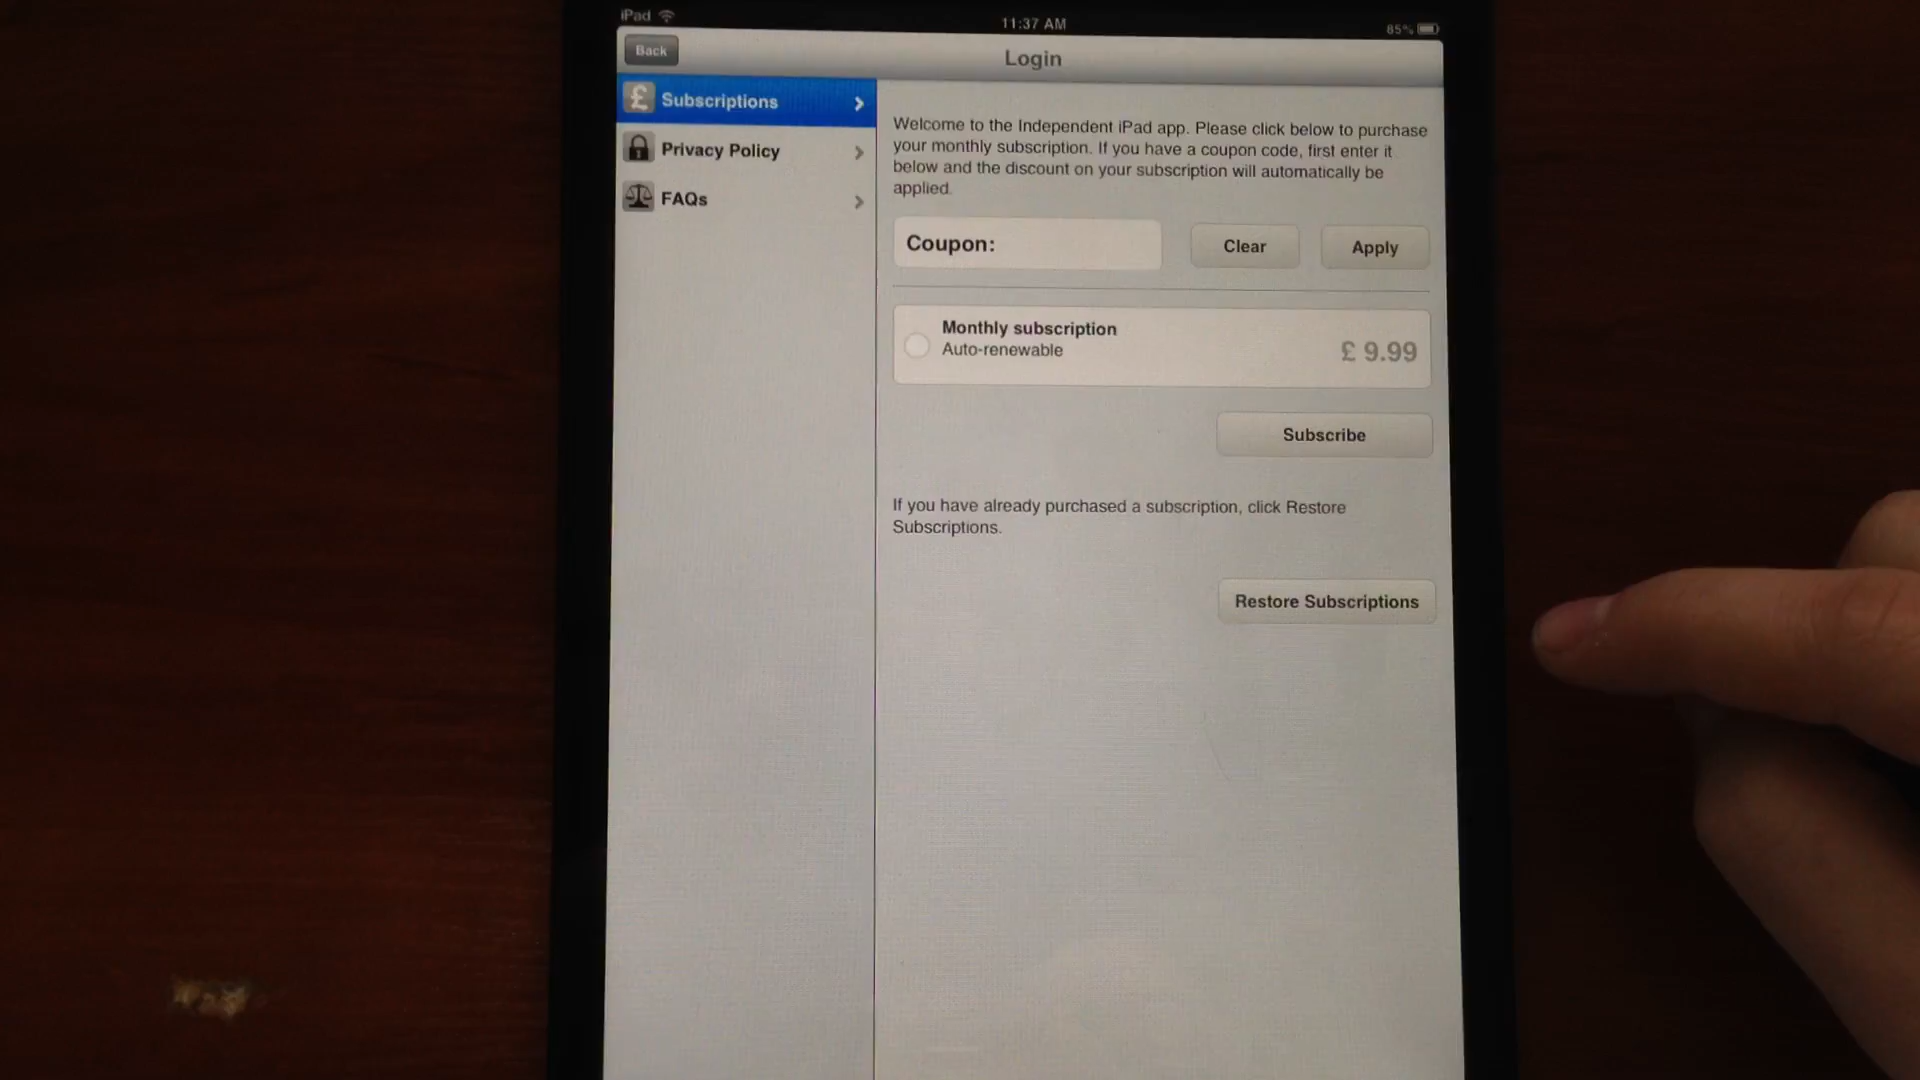 iPad
11:37 AM
85%
Back
Login
£ Subscriptions
Privacy Policy
FAQs
Welcome to the Independent iPad app. Please click below to purchase
your monthly subscription. If you have a coupon code, first enter it
below and the discount on your subscription will automatically be
applied.
Coupon:
Clear
Apply
Monthly subscription
Auto-renewable
£ 9.99
Subscribe
If you have already purchased a subscription, click Restore
Subscriptions.
Restore Subscriptions